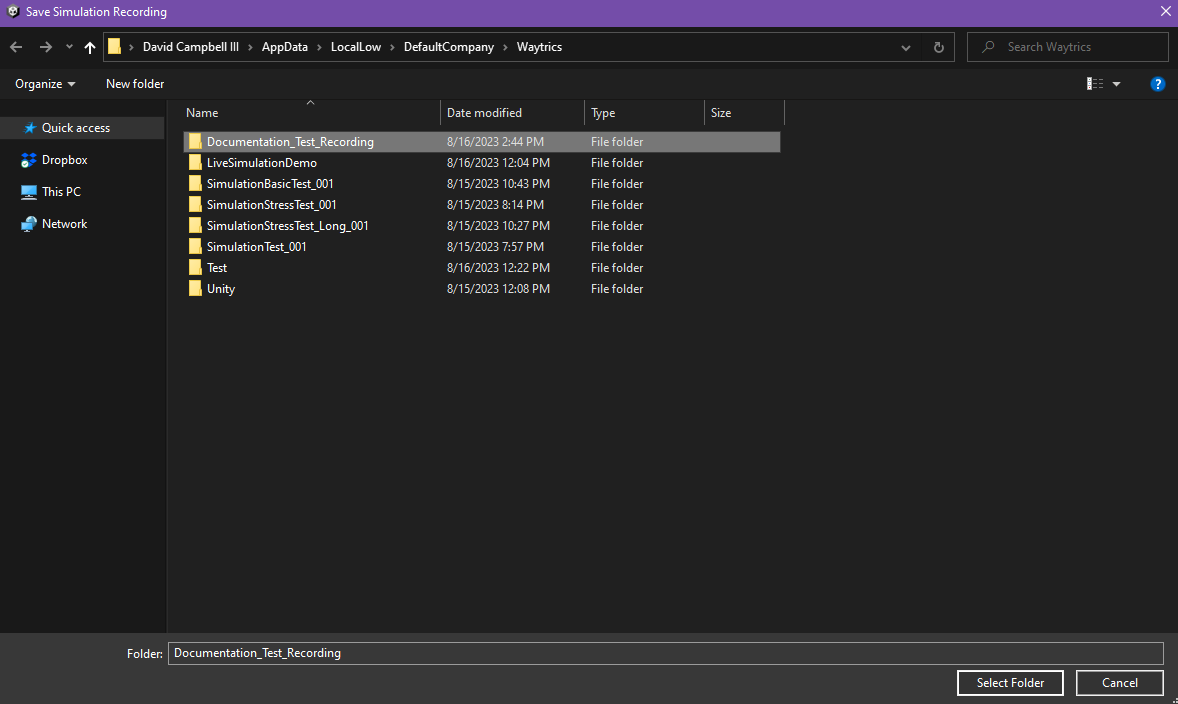 Save Simulation Recording
David Campbell III > AppData > LocalLow > DefaultCompany > Waytrics
Search Waytrics
Organize New folder
?
Name Date modified Type Size
Quick access
Dropbox
This PC
Network
Documentation_Test_Recording 8/16/2023 2:44 PM File folder
LiveSimulationDemo 8/16/2023 12:04 PM File folder
SimulationBasicTest_001 8/15/2023 10:43 PM File folder
SimulationStressTest_001 8/15/2023 8:14 PM File folder
SimulationStressTest_Long_001 8/15/2023 10:27 PM File folder
SimulationTest_001 8/15/2023 7:57 PM File folder
Test 8/16/2023 12:22 PM File folder
Unity 8/15/2023 12:08 PM File folder
Folder: Documentation_Test_Recording
Select Folder Cancel